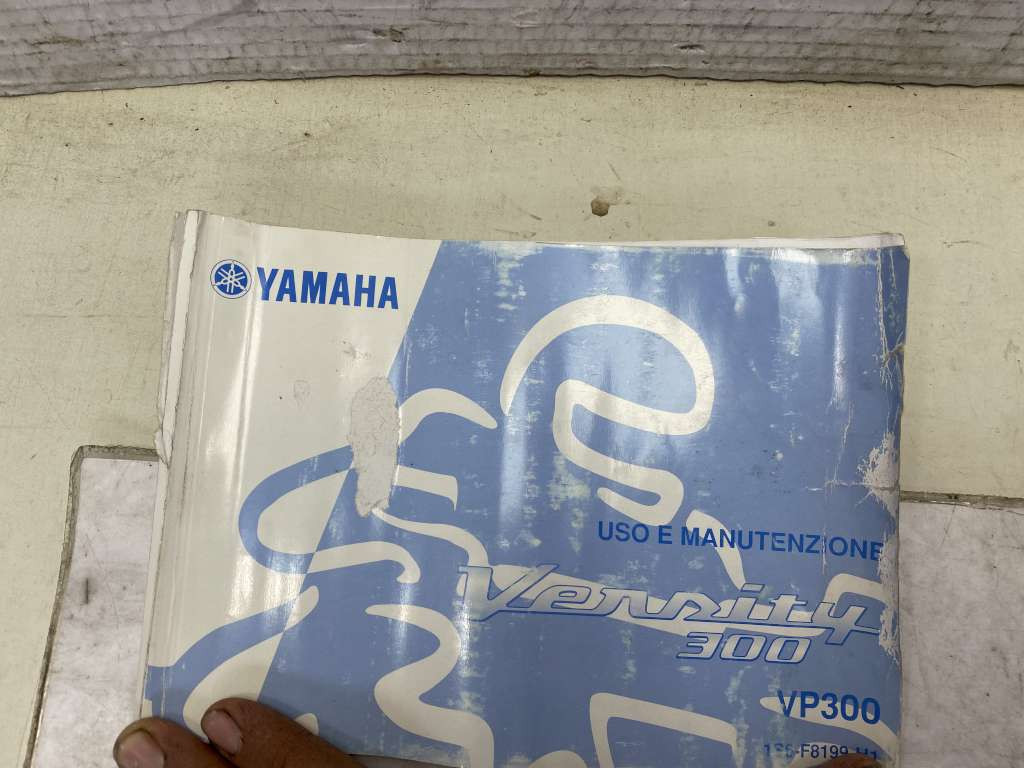 YAMAHA
USO E MANUTENZIONE
Versity
300
VP300